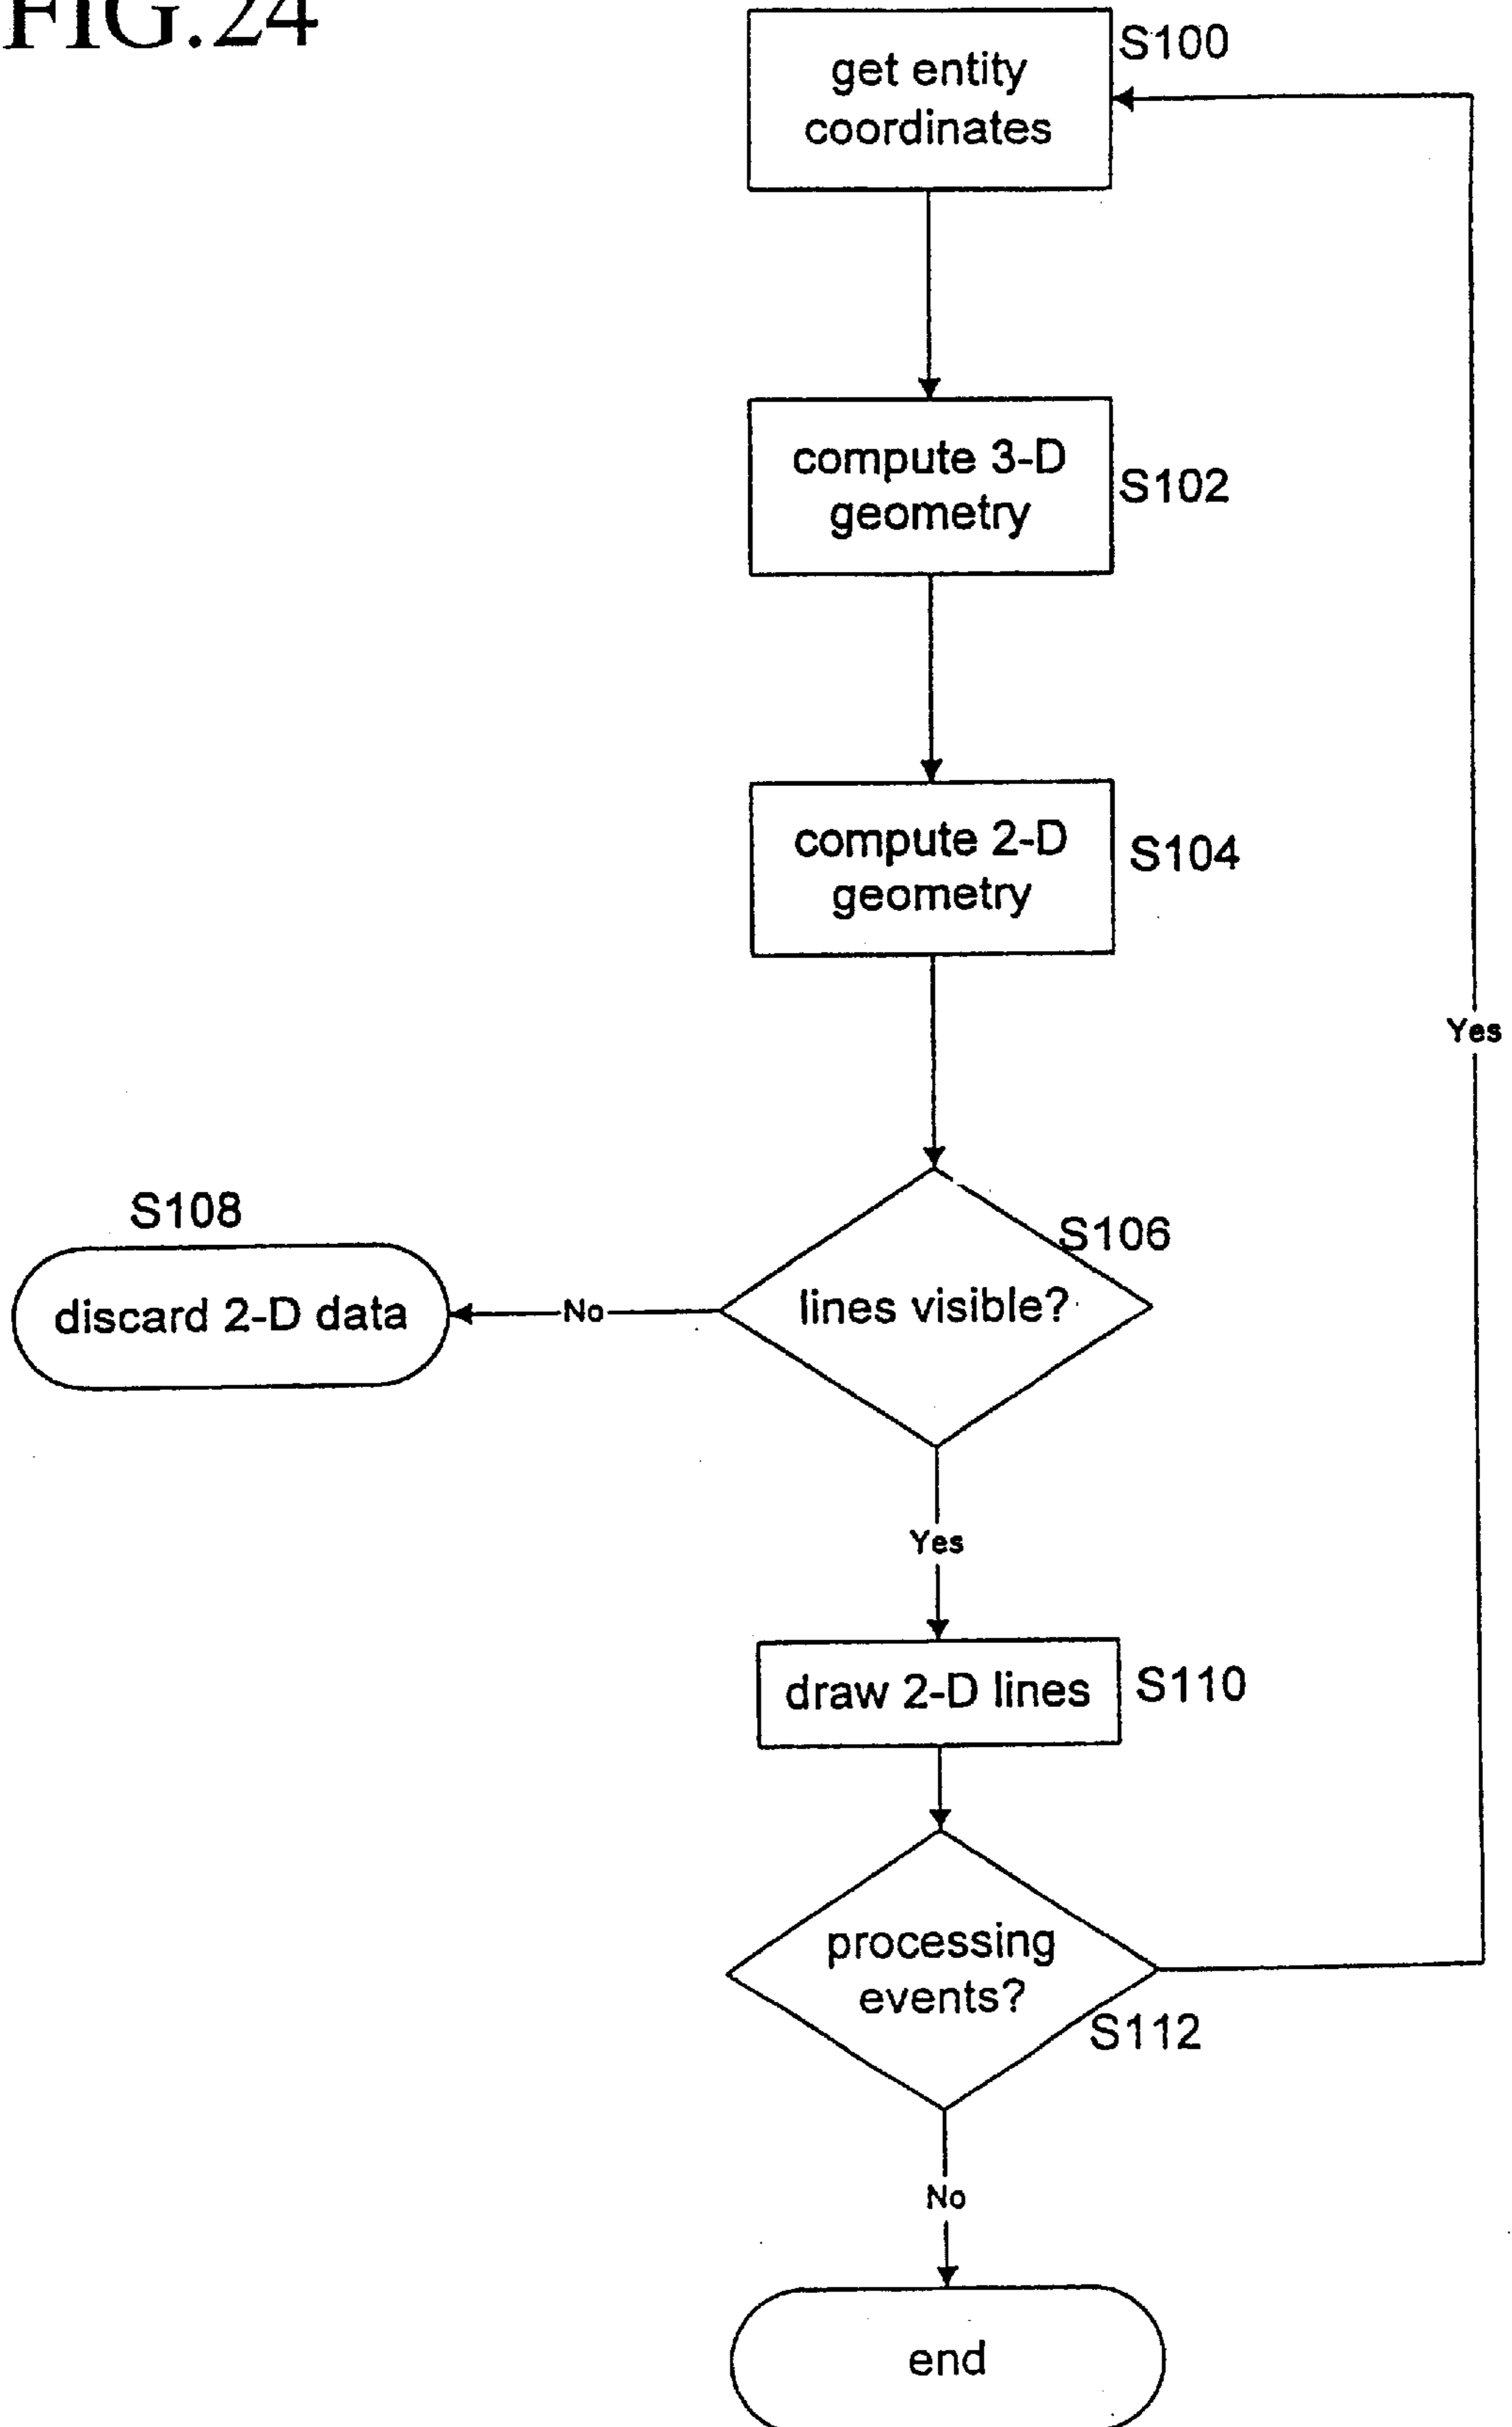 FIG.24
get entity
coordinates
S100
compute 3-D
geometry
S102
compute 2-D
geometry
S104
Yes
S108
discard 2-D data
No
S106
lines visible?
Yes
draw 2-D lines
S110
processing
events?
S112
No
end